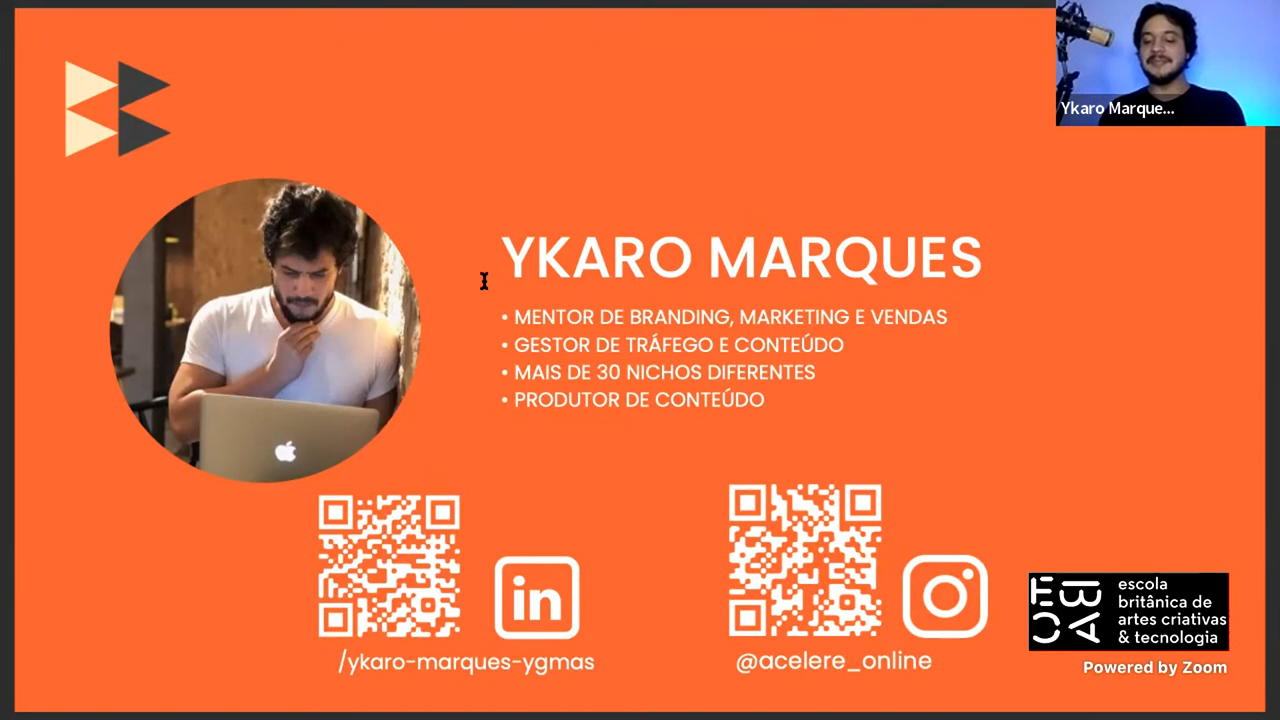 Ykaro Marque...
YKARO MARQUES
• MENTOR DE BRANDING, MARKETING E VENDAS
• GESTOR DE TRÁFEGO E CONTEÚDO
• MAIS DE 30 NICHOS DIFERENTES
• PRODUTOR DE CONTEÚDO
in
/ykaro-marques-ygmas
@acelere_online
EBAC
escola
britânica de
artes criativas
& tecnologia
Powered by Zoom